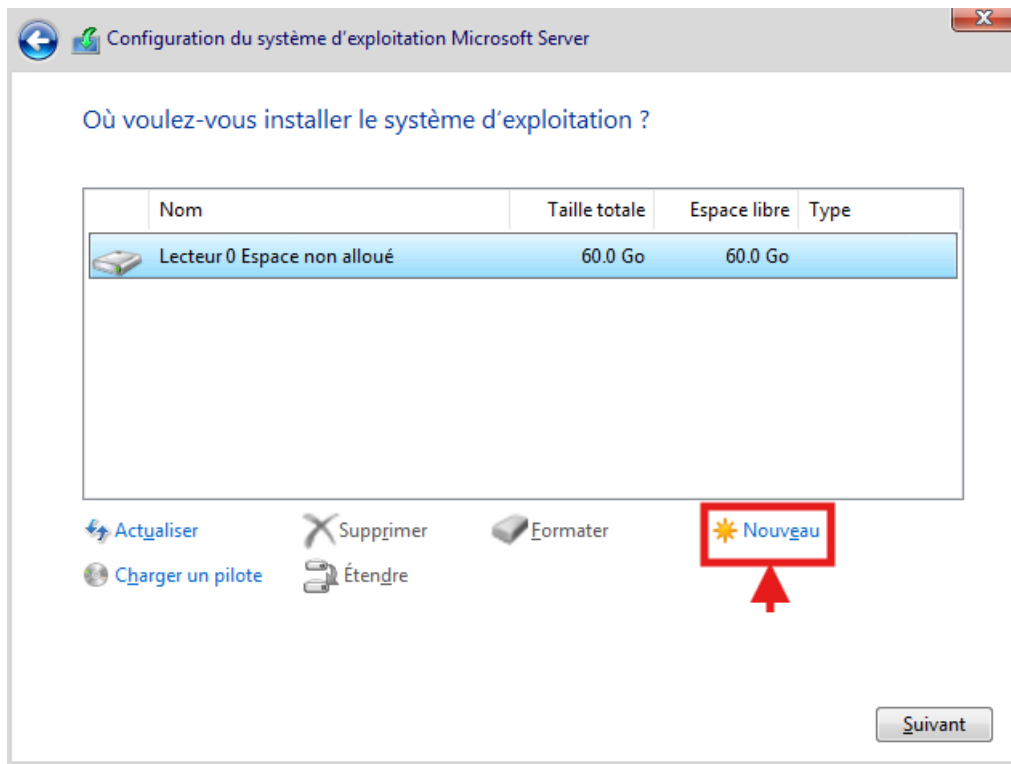 Configuration du système d'exploitation Microsoft Server
Où voulez-vous installer le système d'exploitation ?
Nom Taille totale Espace libre Type
Lecteur 0 Espace non alloué 60.0 Go 60.0 Go
Actualiser Supprimer Formater Nouveau
Charger un pilote Étendre
Suivant